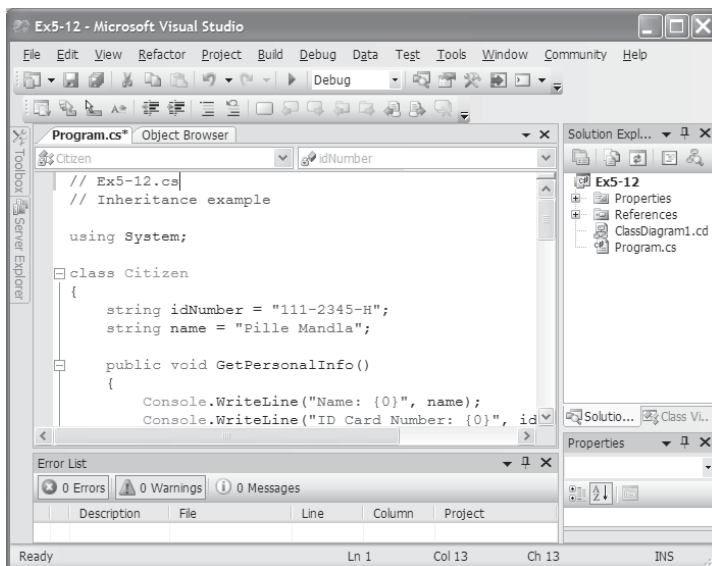 Ex5-12 - Microsoft Visual Studio
File Edit View Refactor Project Build Debug Data Test Tools Window Community Help
Debug
Program.cs* Object Browser
Citizen idNumber
// Ex5-12.cs
// Inheritance example
using System;
class Citizen
{
string idNumber = "111-2345-H";
string name = "Pille Mandla";
public void GetPersonalInfo()
{
Console.WriteLine("Name: {0}", name);
Console.WriteLine("ID Card Number: {0}", id
Toolbox
Server Explorer
Solution Expl...
Ex5-12
Properties
References
ClassDiagram1.cd
Program.cs
Solutio... Class Vi...
Properties
Error List
0 Errors 0 Warnings 0 Messages
Description File Line Column Project
Ready Ln 1 Col 13 Ch 13 INS